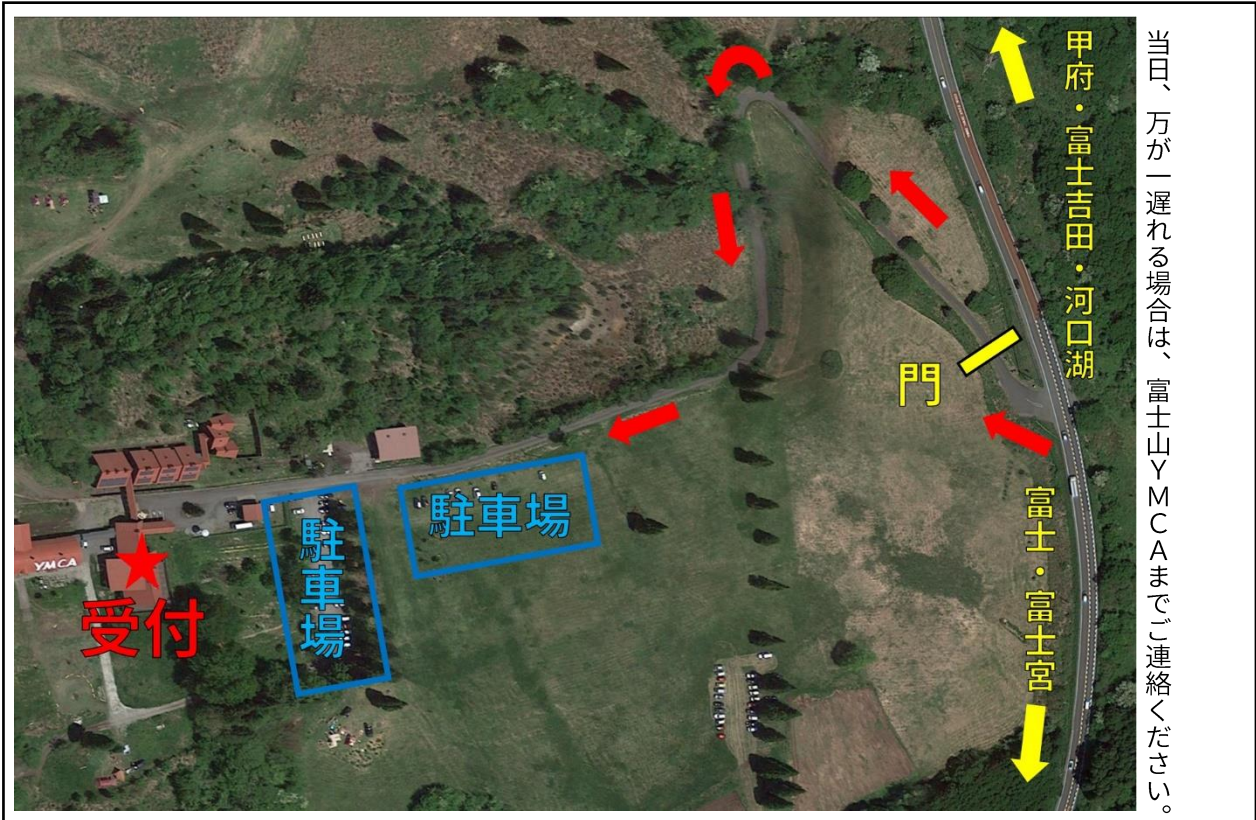 当日、万が一遅れる場合は、富士山YMCAまでご連絡ください。
甲府・富士吉田・河口湖
門
富士・富士宮
駐車場
駐車場
YMCA
受付